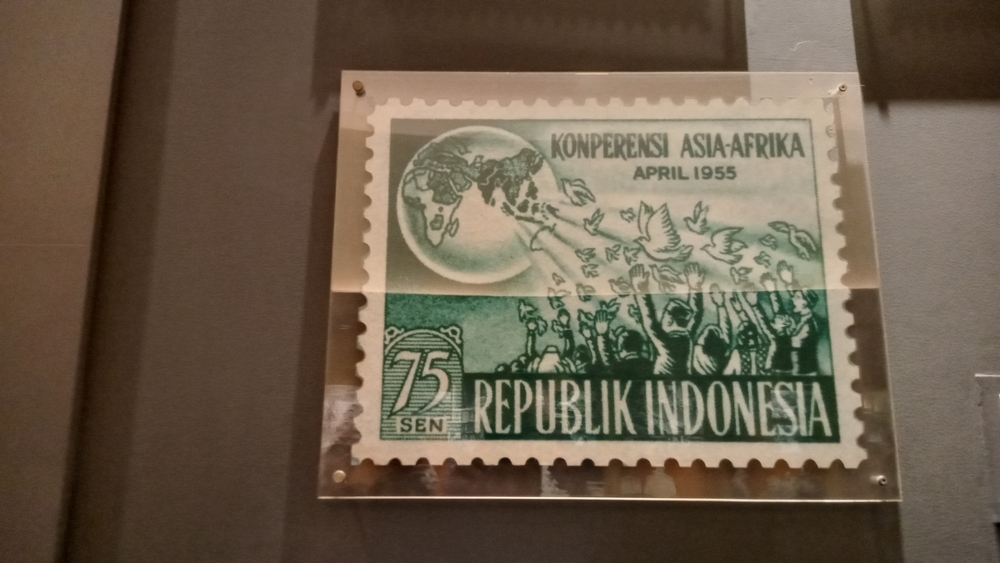 KONPERENSI ASIA-AFRIKA
APRIL 1955
75
SEN
REPUBLIK INDONESIA